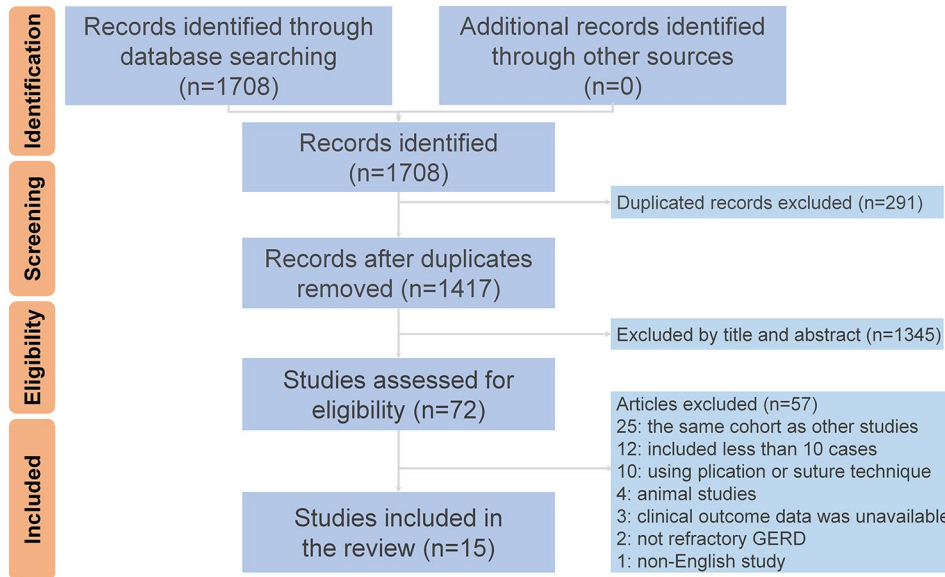 Identification
Records identified through
database searching
(n=1708)
Additional records identified
through other sources
(n=0)
Records identified
(n=1708)
Screening
Duplicated records excluded (n=291)
Records after duplicates
removed (n=1417)
Eligibility
Excluded by title and abstract (n=1345)
Studies assessed for
eligibility (n=72)
Included
Articles excluded (n=57)
25: the same cohort as other studies
12: included less than 10 cases
10: using plication or suture technique
4: animal studies
3: clinical outcome data was unavailable
2: not refractory GERD
1: non-English study
Studies included in
the review (n=15)